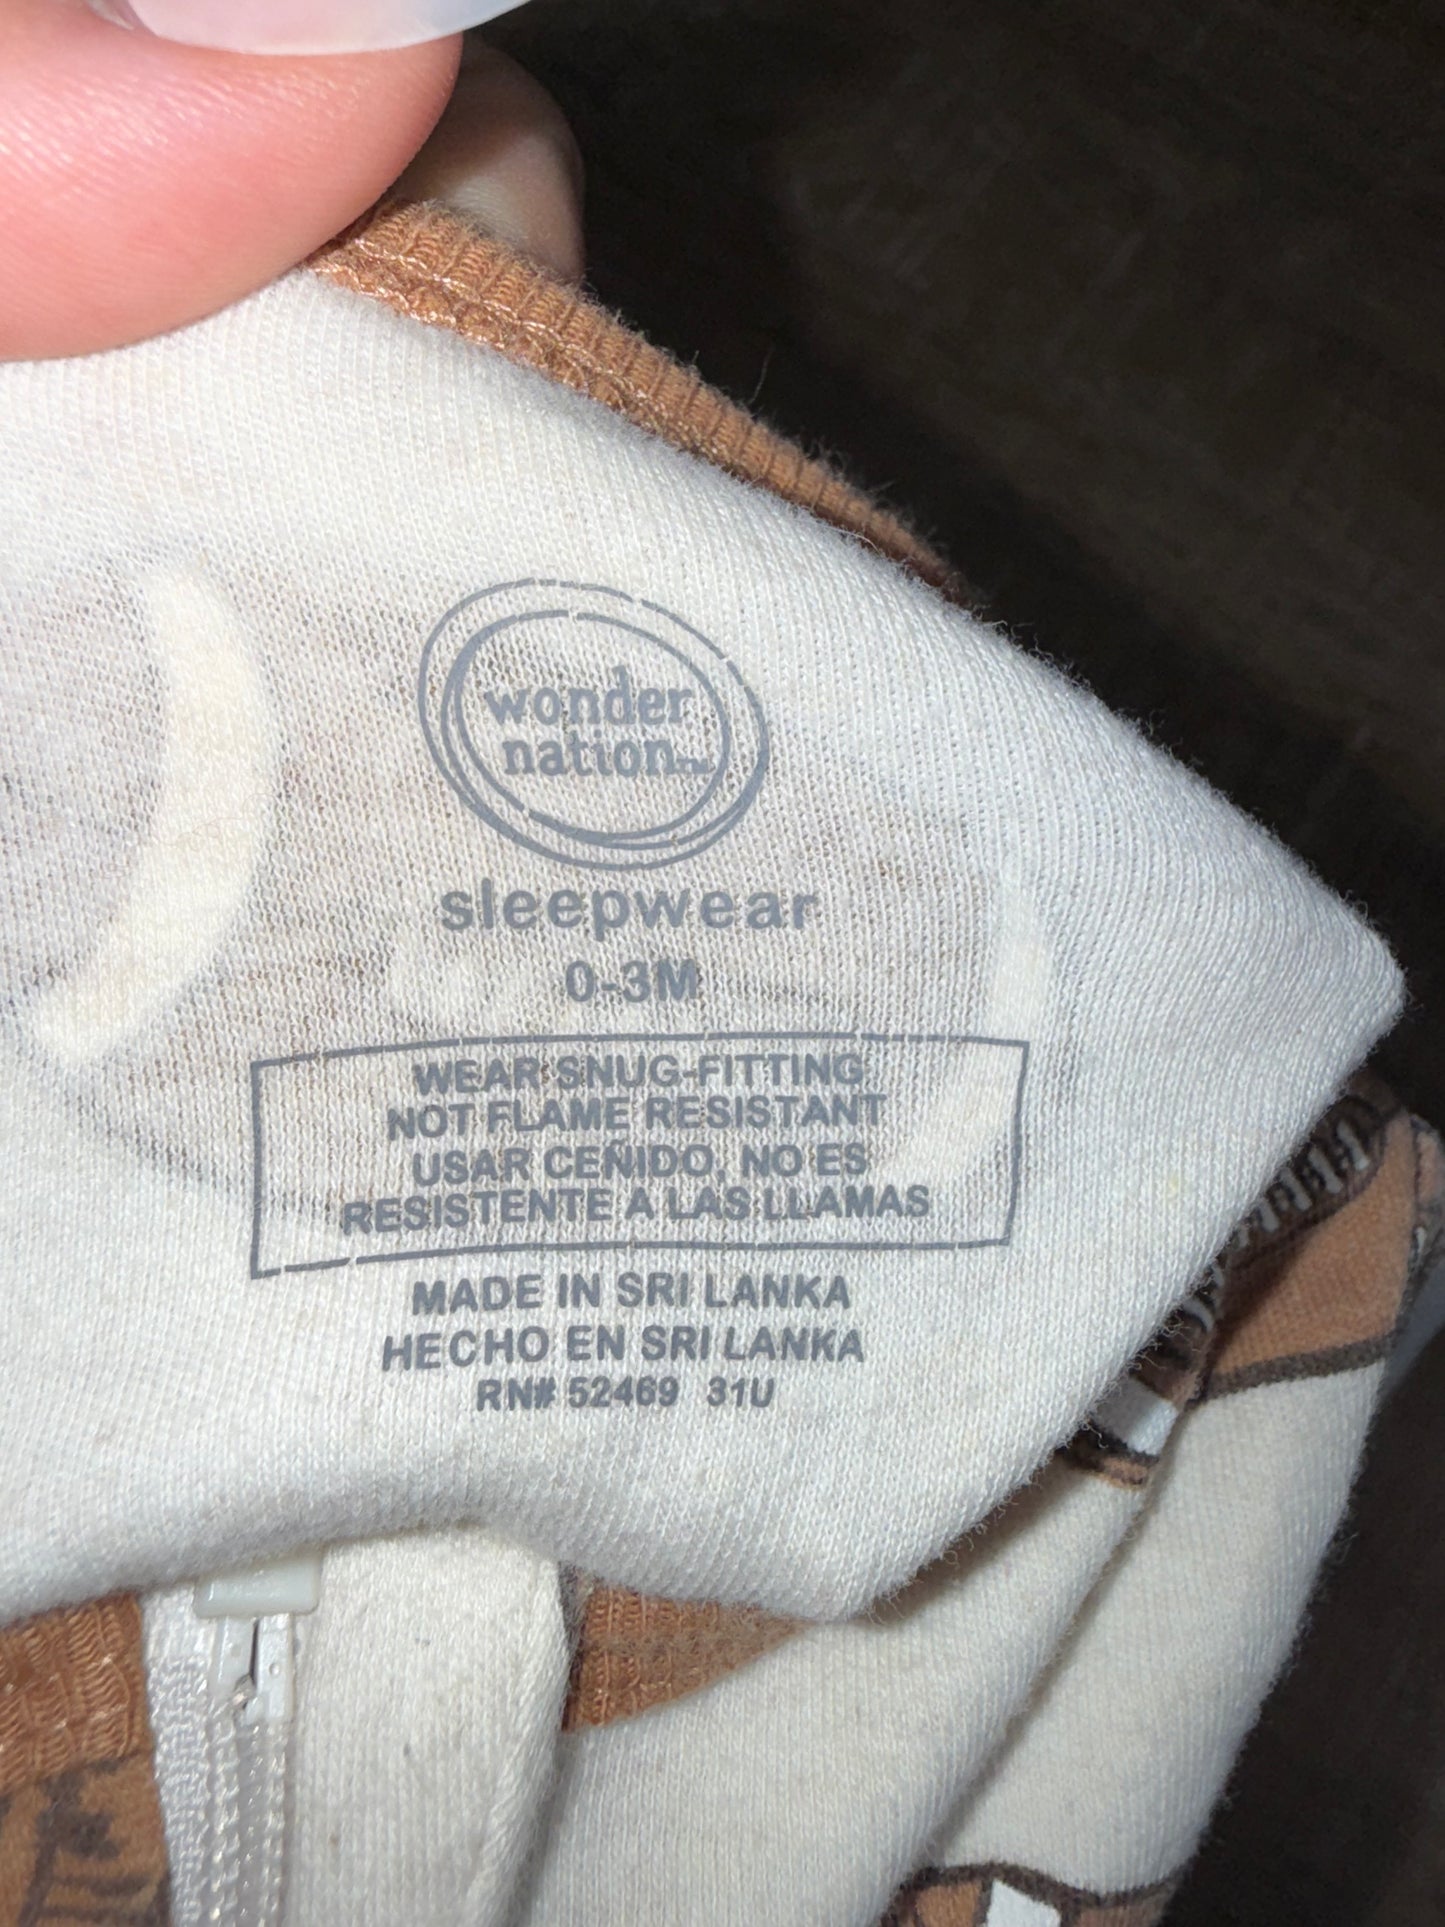 wonder
nation™
sleepwear
0-3M
WEAR SNUG-FITTING
NOT FLAME RESISTANT
USAR CEÑIDO, NO ES
RESISTENTE A LAS LLAMAS
MADE IN SRI LANKA
HECHO EN SRI LANKA
RN# 52469 31U